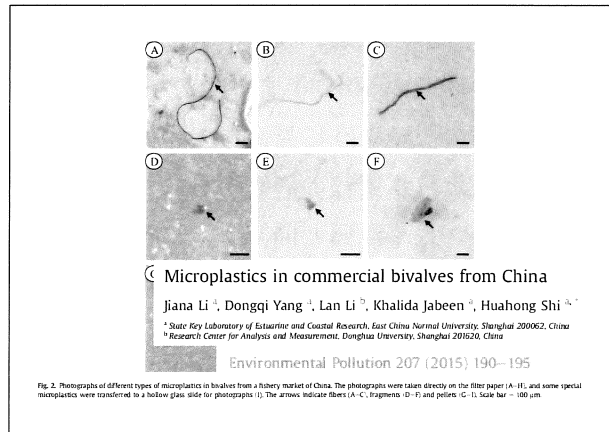 A
B
C
D
E
F
Microplastics in commercial bivalves from China
Jiana Li a, Dongqi Yang a, Lan Li b, Khalida Jabeen a, Huahong Shi a, *
a State Key Laboratory of Estuarine and Coastal Research, East China Normal University, Shanghai 200062, China
b Research Center for Analysis and Measurement, Donghua University, Shanghai 201620, China
Environmental Pollution 207 (2015) 190–195
Fig. 2. Photographs of different types of microplastics in bivalves from a fishery market of China. The photographs were taken directly on the filter paper (A–H), and some special
microplastics were transferred to a hollow glass slide for photographs (I). The arrows indicate fibers (A–C), fragments (D–F) and pellets (G–I). Scale bar = 100 μm.